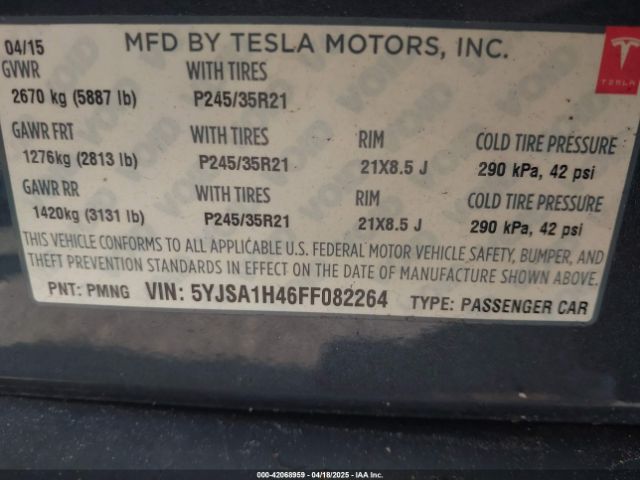 04/15 MFD BY TESLA MOTORS, INC.
GVWR WITH TIRES
2670 kg (5887 lb) P245/35R21
TESLA
GAWR FRT WITH TIRES RIM COLD TIRE PRESSURE
1276kg (2813 lb) P245/35R21 21X8.5 J 290 kPa, 42 psi
GAWR RR WITH TIRES RIM COLD TIRE PRESSURE
1420kg (3131 lb) P245/35R21 21X8.5 J 290 kPa, 42 psi
THIS VEHICLE CONFORMS TO ALL APPLICABLE U.S. FEDERAL MOTOR VEHICLE SAFETY, BUMPER, AND
THEFT PREVENTION STANDARDS IN EFFECT ON THE DATE OF MANUFACTURE SHOWN ABOVE.
PNT: PMNG VIN: 5YJSA1H46FF082264 TYPE: PASSENGER CAR
000-42068959 - 04/18/2025 - IAA Inc.